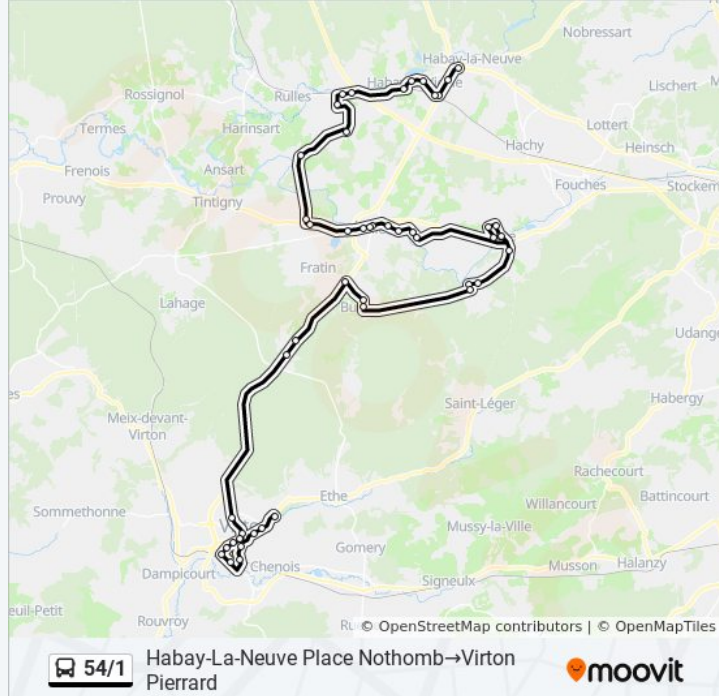 Nobressart
Habay-la-Neuve
Rossignol
Rulles
Lischert
Termes
Harinsart
Lottert
Hachy
Heinsch
Frenois
Ansart
Fouches
Stockem
Prouvy
Tintigny
Fratin
Lahage
Udange
Saint-Léger
Habergy
Meix-devant-
Virton
Rachecourt
Ethe
Willancourt
Battincourt
Sommethonne
Mussy-la-Ville
Gomery
Musson
Halanzy
Chenois
Dampicourt
Signeulx
euil-Petit
Rouvroy
© OpenStreetMap contributors | © OpenMapTiles
54/1
Habay-La-Neuve Place Nothomb→Virton
Pierrard
moovit